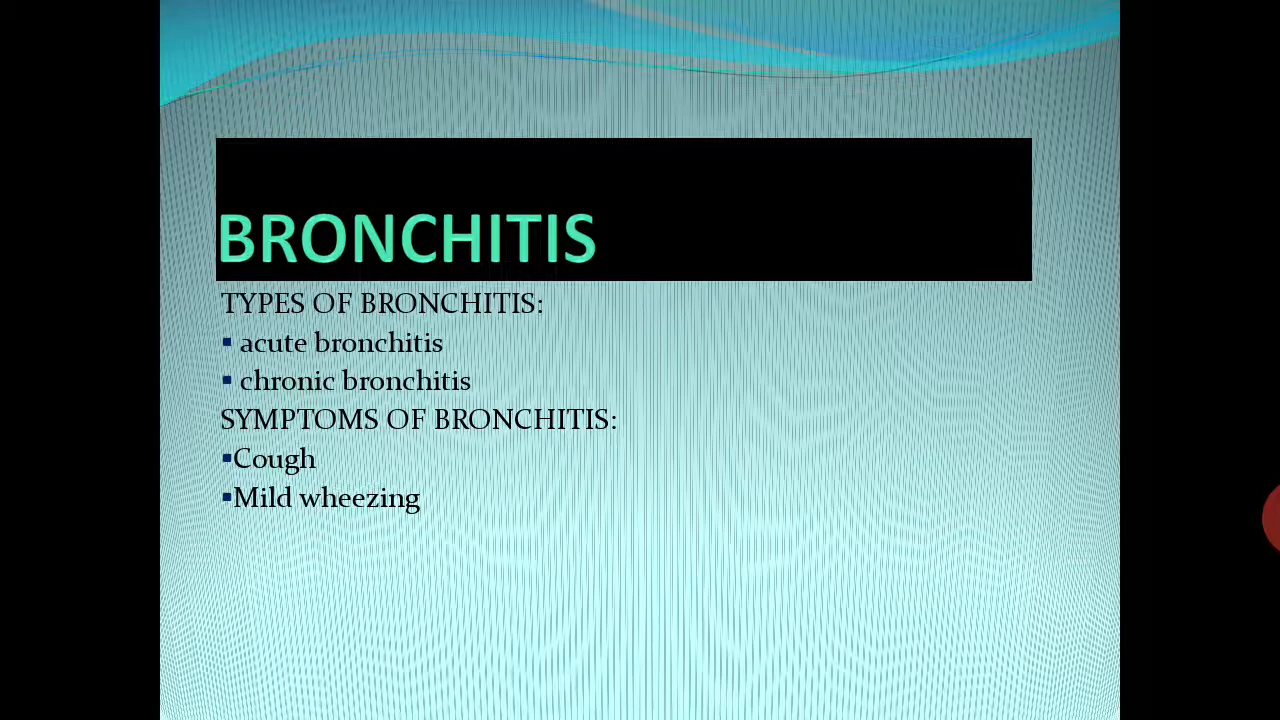 BRONCHITIS
TYPES OF BRONCHITIS:
▪ acute bronchitis
▪ chronic bronchitis
SYMPTOMS OF BRONCHITIS:
▪Cough
▪Mild wheezing